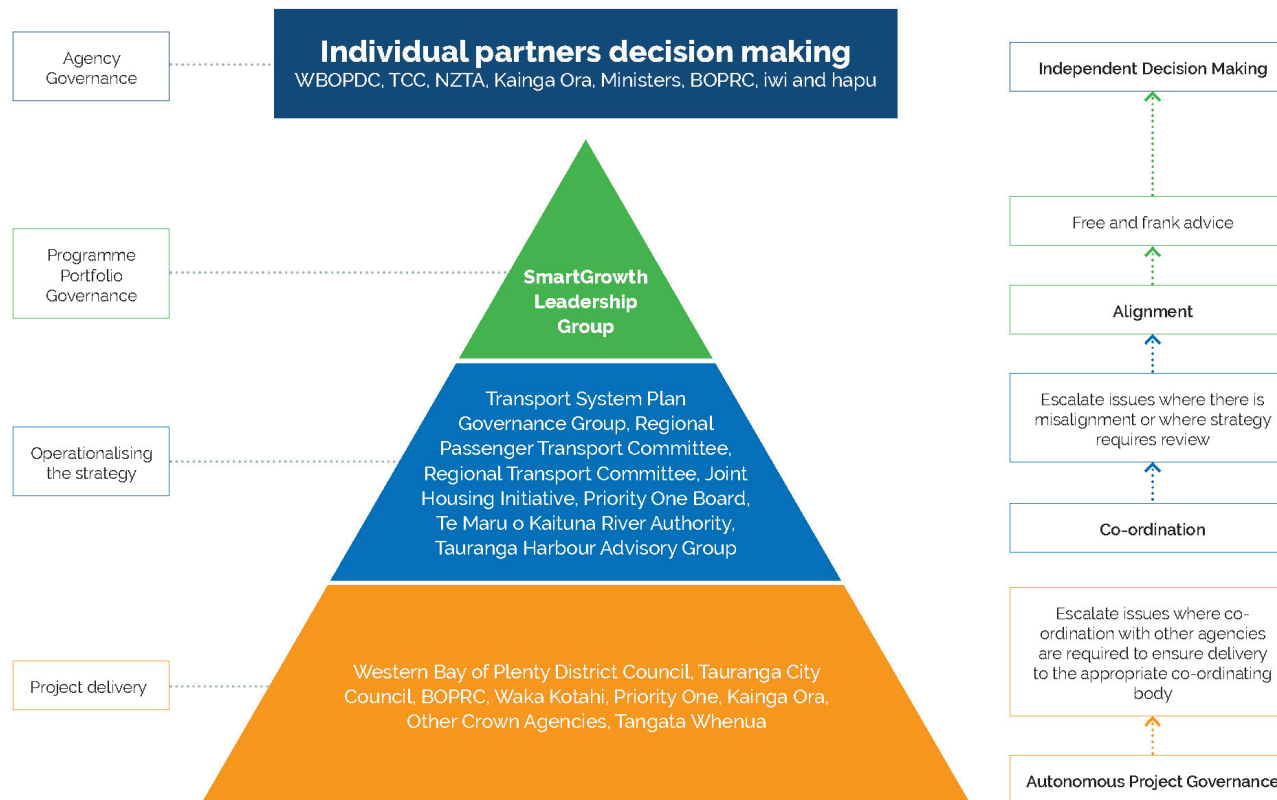 Agency
Governance
Individual partners decision making
WBOPDC, TCC, NZTA, Kainga Ora, Ministers, BOPRC, iwi and hapu
Independent Decision Making
Programme
Portfolio
Governance
SmartGrowth
Leadership
Group
Free and frank advice
Alignment
Operationalising
the strategy
Transport System Plan
Governance Group, Regional
Passenger Transport Committee,
Regional Transport Committee, Joint
Housing Initiative, Priority One Board,
Te Maru o Kaituna River Authority,
Tauranga Harbour Advisory Group
Escalate issues where there is
misalignment or where strategy
requires review
Co-ordination
Project delivery
Western Bay of Plenty District Council, Tauranga City
Council, BOPRC, Waka Kotahi, Priority One, Kainga Ora,
Other Crown Agencies, Tangata Whenua
Escalate issues where co-
ordination with other agencies
are required to ensure delivery
to the appropriate co-ordinating
body
Autonomous Project Governance